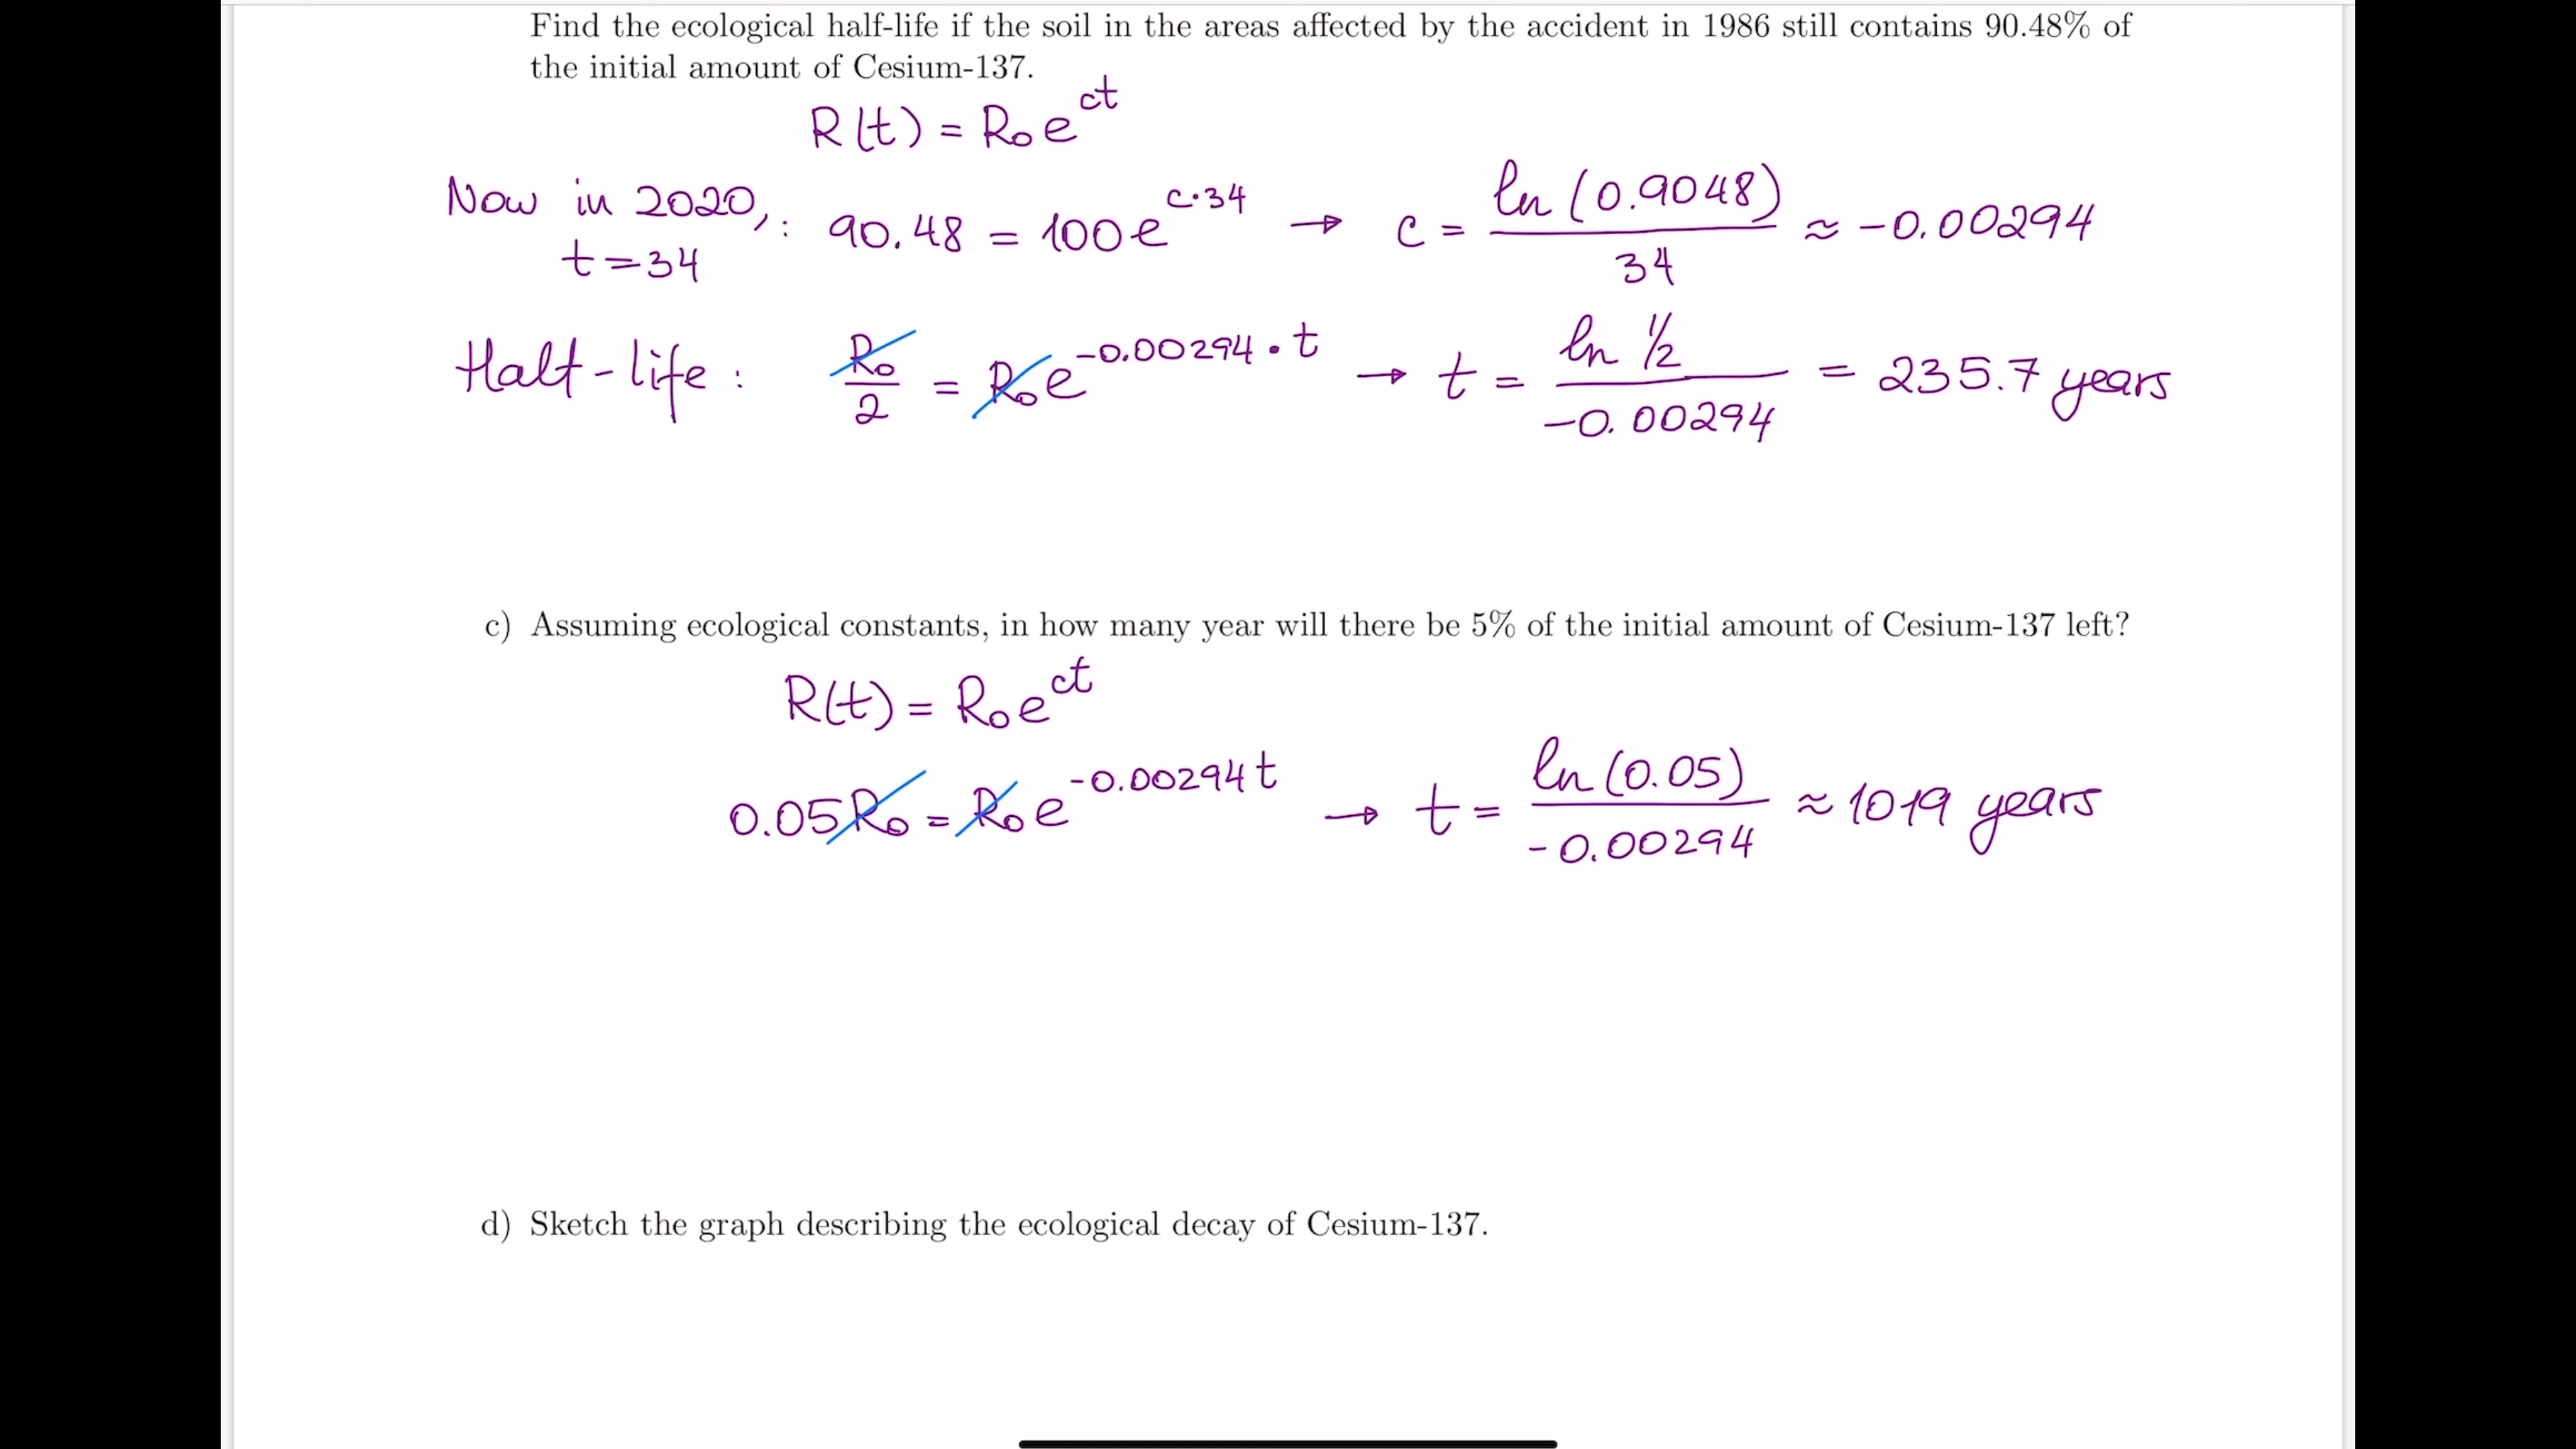 Find the ecological half-life if the soil in the areas affected by the accident in 1986 still contains 90.48% of
the initial amount of Cesium-137.
R(t) = R₀e^{ct}
Now in 2020, t=34 : 90.48 = 100e^{c·34} → c = ln(0.9048)/34 ≈ -0.00294
Half-life : R₀/2 = R₀e^{-0.00294·t} → t = ln ½/-0.00294 = 235.7 years
c) Assuming ecological constants, in how many year will there be 5% of the initial amount of Cesium-137 left?
R(t) = R₀e^{ct}
0.05R₀ = R₀e^{-0.00294t} → t = ln(0.05)/-0.00294 ≈ 1019 years
d) Sketch the graph describing the ecological decay of Cesium-137.